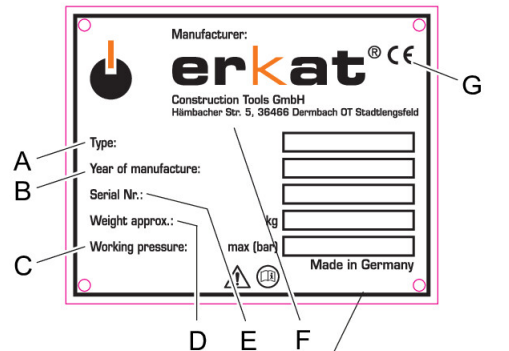 Manufacturer:
erkat® CE
G
Construction Tools GmbH
Hämbacher Str. 5, 36466 Dermbach OT Stadtlengsfeld
A Type:
B Year of manufacture:
Serial Nr.:
Weight approx.: kg
C Working pressure: max (bar)
Made in Germany
D E F